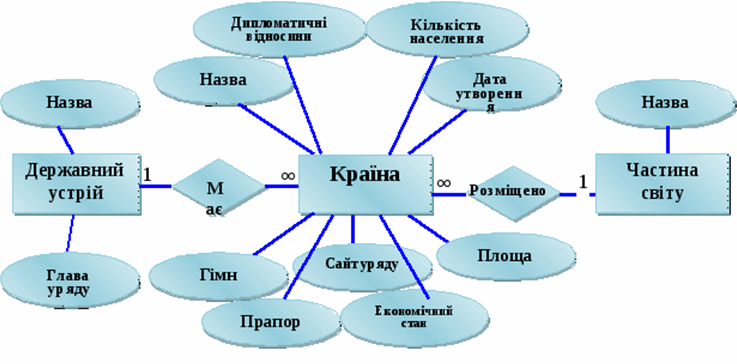 Дипломатичні
відносини
Кількість
населення
Назва
Дата
утворенн
я
Назва
Назва
Державний
устрій
1
М
ає
∞
Країна
∞
Розміщено
1
Частина
світу
Глава
уряду
Гімн
Сайт уряду
Площа
Прапор
Економічний
стан